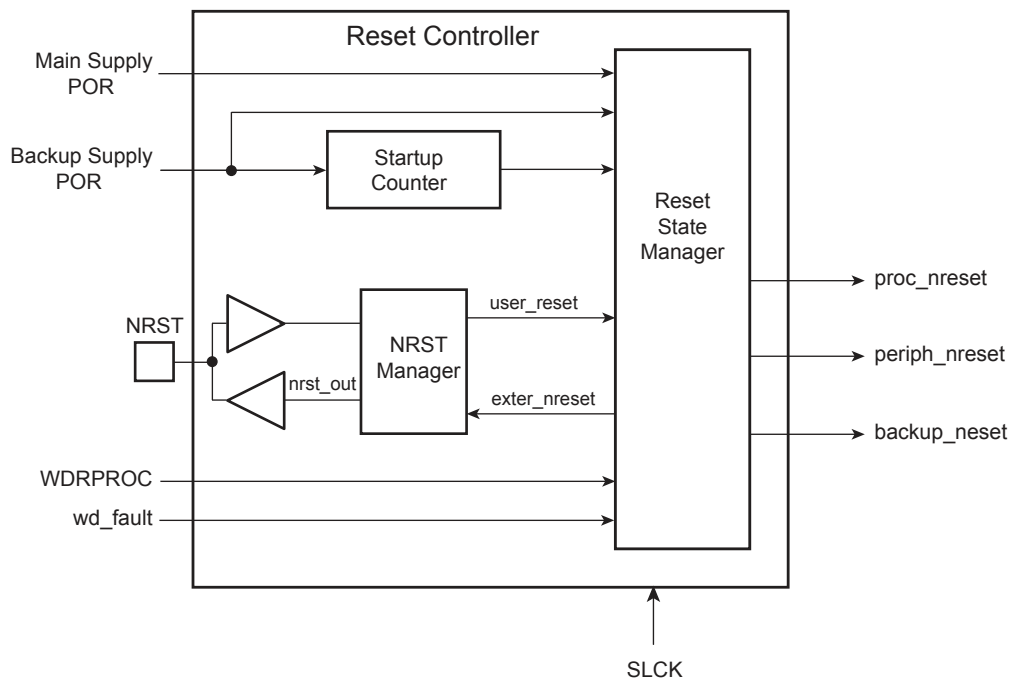 Reset Controller
Main Supply
POR
Backup Supply
POR
Startup
Counter
Reset
State
Manager
proc_nreset
user_reset
NRST
NRST
Manager
periph_nreset
nrst_out
exter_nreset
backup_neset
WDRPROC
wd_fault
SLCK